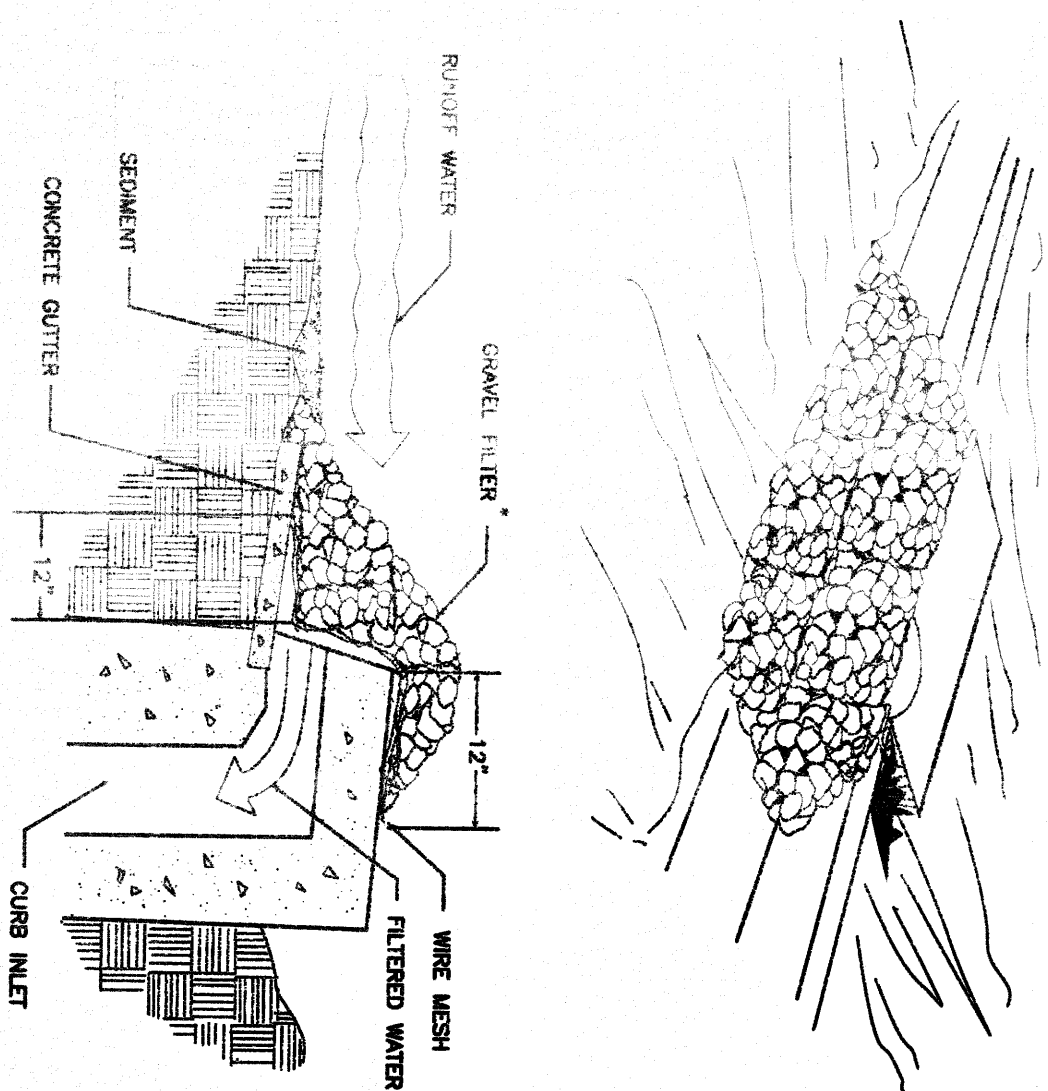 RUNOFF WATER
GRAVEL FILTER*
SEDIMENT
CONCRETE GUTTER
12"
12"
WIRE MESH
FILTERED WATER
CURB INLET